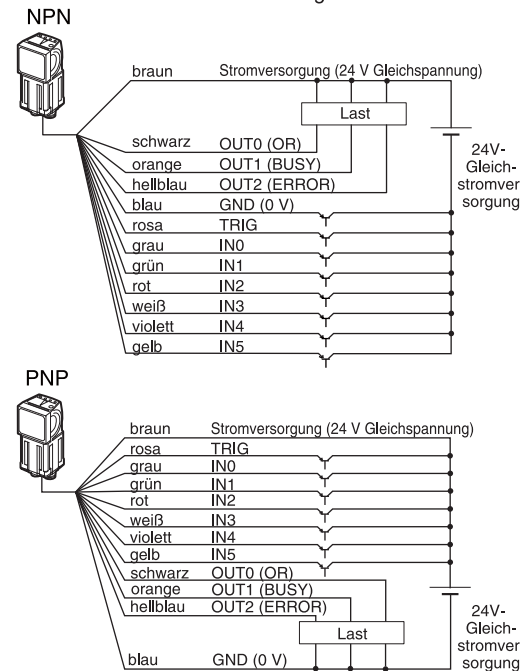 NPN
braun Stromversorgung (24 V Gleichspannung)
Last
schwarz OUT0 (OR)
orange OUT1 (BUSY)
hellblau OUT2 (ERROR)
blau GND (0 V)
rosa TRIG
grau IN0
grün IN1
rot IN2
weiß IN3
violett IN4
gelb IN5
24V-
Gleich-
stromver
sorgung
PNP
braun Stromversorgung (24 V Gleichspannung)
rosa TRIG
grau IN0
grün IN1
rot IN2
weiß IN3
violett IN4
gelb IN5
schwarz OUT0 (OR)
orange OUT1 (BUSY)
hellblau OUT2 (ERROR)
Last
blau GND (0 V)
24V-
Gleich-
stromver
sorgung